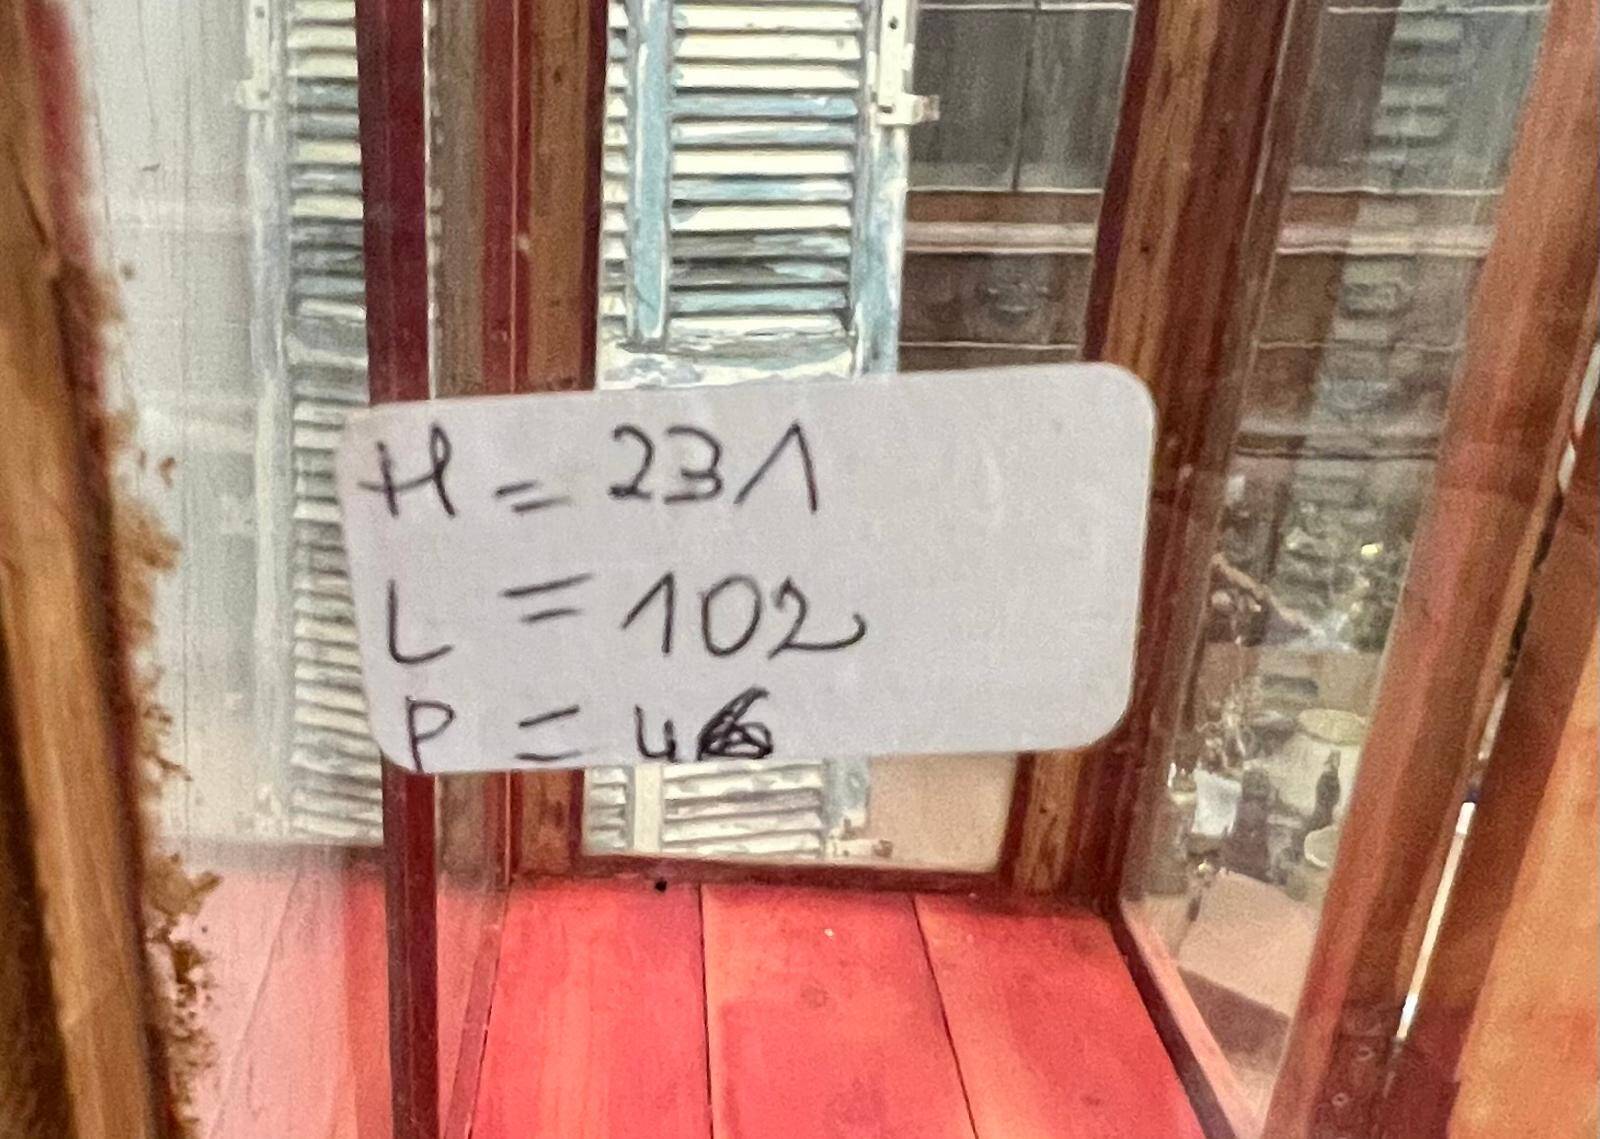 H = 231
L = 102
P = 46